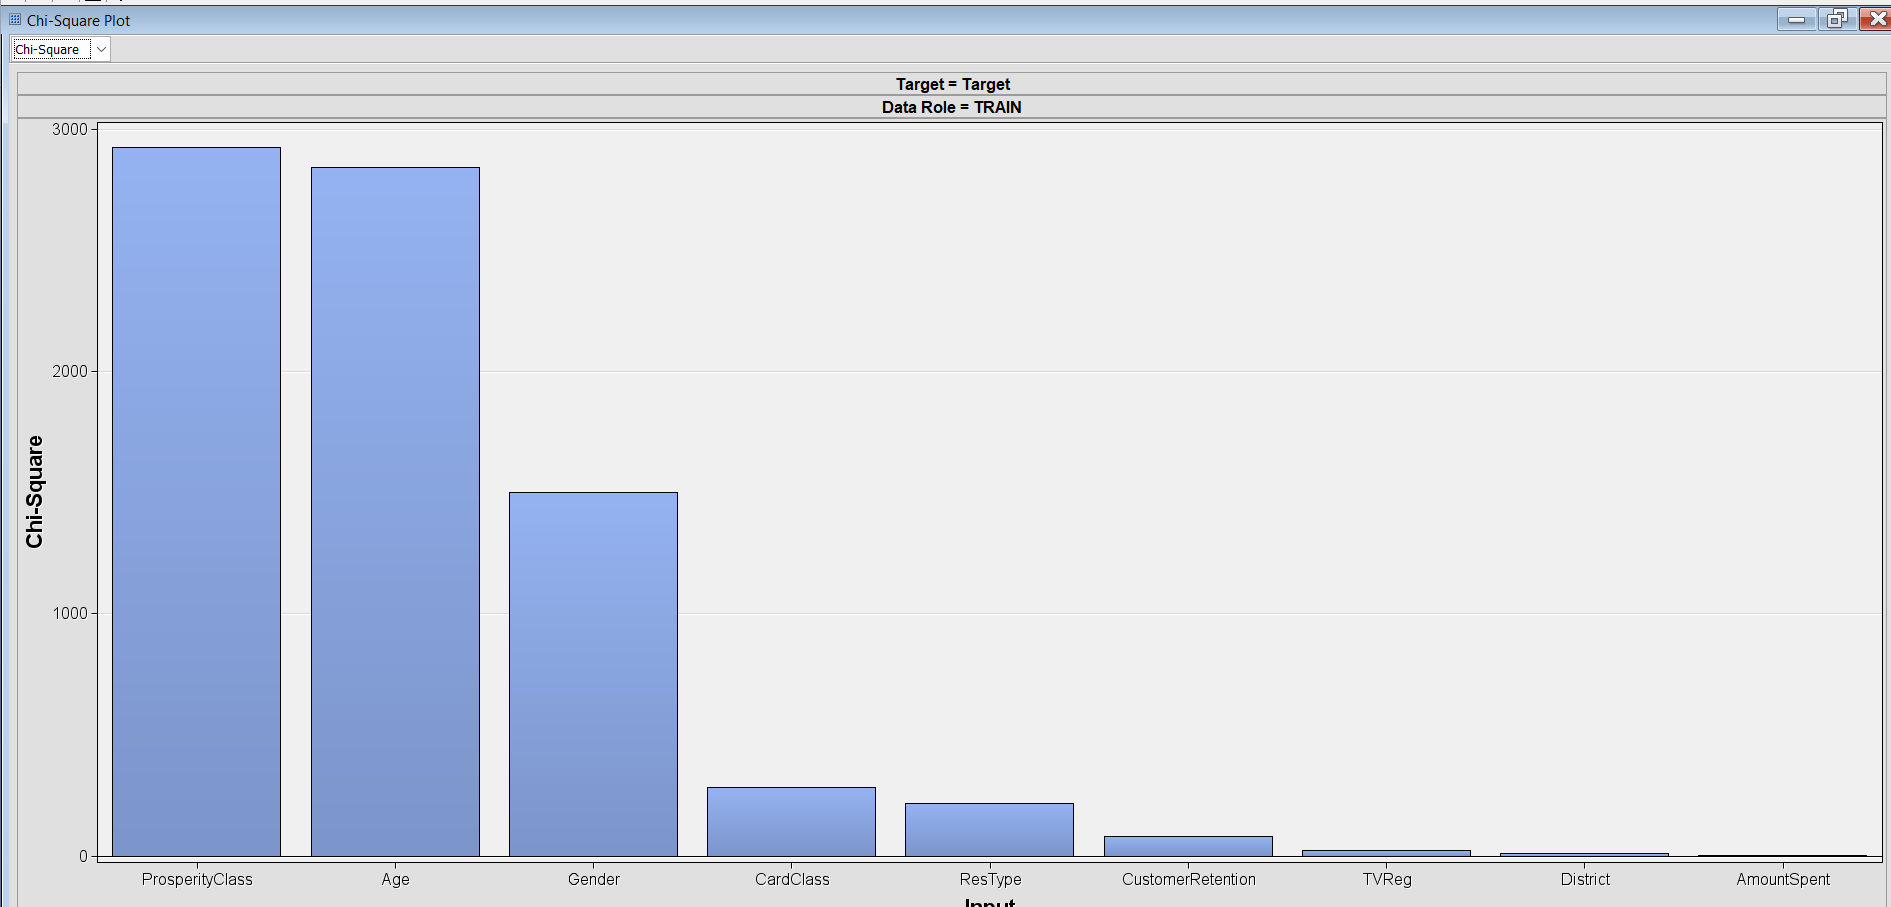 Chi-Square Plot
Chi-Square
Target = Target
Data Role = TRAIN
3000
2000
1000
0
Chi-Square
ProsperityClass Age Gender CardClass ResType CustomerRetention TVReg District AmountSpent
Input